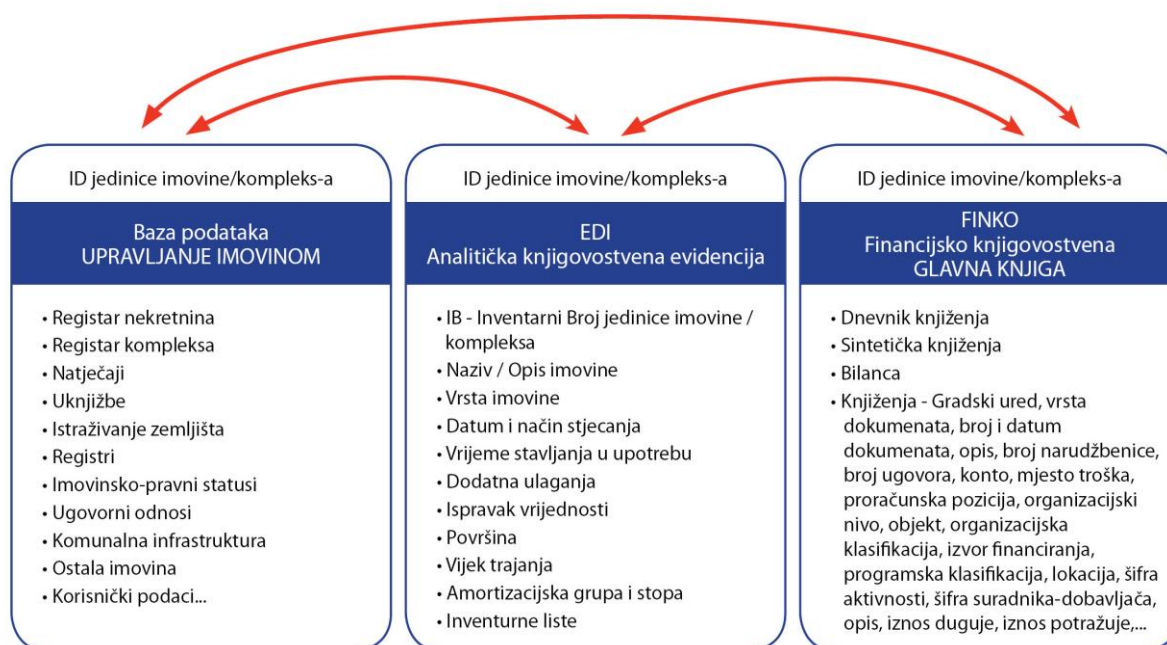 ID jedinice imovine/kompleks-a
Baza podataka
UPRAVLJANJE IMOVINOM
• Registar nekretnina
• Registar kompleksa
• Natječaji
• Uknjižbe
• Istraživanje zemljišta
• Registri
• Imovinsko-pravni statusi
• Ugovorni odnosi
• Komunalna infrastruktura
• Ostala imovina
• Korisnički podaci...
ID jedinice imovine/kompleks-a
EDI
Analitička knjigovostvena evidencija
• IB - Inventarni Broj jedinice imovine /
kompleksa
• Naziv / Opis imovine
• Vrsta imovine
• Datum i način stjecanja
• Vrijeme stavljanja u upotrebu
• Dodatna ulaganja
• Ispravak vrijednosti
• Površina
• Vijek trajanja
• Amortizacijska grupa i stopa
• Inventurne liste
ID jedinice imovine/kompleks-a
FINKO
Financijsko knjigovostvena
GLAVNA KNJIGA
• Dnevnik knjiženja
• Sintetička knjiženja
• Bilanca
• Knjiženja - Gradski ured, vrsta
dokumenata, broj i datum
dokumenata, opis, broj narudžbenice,
broj ugovora, konto, mjesto troška,
proračunska pozicija, organizacijski
nivo, objekt, organizacijska
klasifikacija, izvor financiranja,
programska klasifikacija, lokacija, šifra
aktivnosti, šifra suradnika-dobavljača,
opis, iznos duguje, iznos potražuje,...